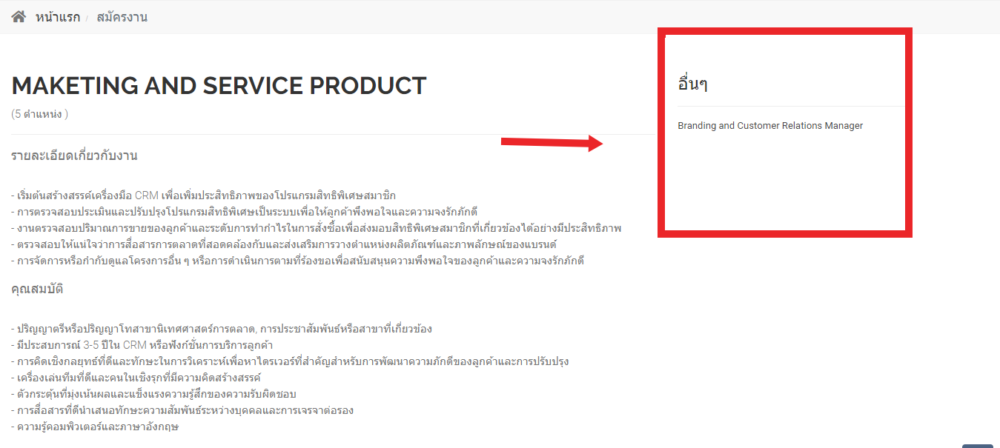 หน้าแรก / สมัครงาน
MAKETING AND SERVICE PRODUCT
(5 ตำแหน่ง )
รายละเอียดเกี่ยวกับงาน
- เริ่มต้นสร้างสรรค์เครื่องมือ CRM เพื่อเพิ่มประสิทธิภาพของโปรแกรมสิทธิพิเศษสมาชิก
- การตรวจสอบประเมินและปรับปรุงโปรแกรมสิทธิพิเศษเป็นระบบเพื่อให้ลูกค้าพึงพอใจและความจงรักภักดี
- งานตรวจสอบปริมาณการขายของลูกค้าและระดับการทำกำไรในการสั่งซื้อเพื่อส่งมอบสิทธิพิเศษสมาชิกที่เกี่ยวข้องได้อย่างมีประสิทธิภาพ
- ตรวจสอบให้แน่ใจว่าการสื่อสารการตลาดที่สอดคล้องกับและส่งเสริมการวางตำแหน่งผลิตภัณฑ์และภาพลักษณ์ของแบรนด์
- การจัดการหรือกำกับดูแลโครงการอื่น ๆ หรือการดำเนินการตามที่ร้องขอเพื่อสนับสนุนความพึงพอใจของลูกค้าและความจงรักภักดี
คุณสมบัติ
- ปริญญาตรีหรือปริญญาโทสาขานิเทศศาสตร์การตลาด, การประชาสัมพันธ์หรือสาขาที่เกี่ยวข้อง
- มีประสบการณ์ 3-5 ปีใน CRM หรือฟังก์ชั่นการบริการลูกค้า
- การคิดเชิงกลยุทธ์ที่ดีและทักษะในการวิเคราะห์เพื่อหาไดรเวอร์ที่สำคัญสำหรับการพัฒนาความภักดีของลูกค้าและการปรับปรุง
- เครื่องเล่นทีมที่ดีและคนในเชิงรุกที่มีความคิดสร้างสรรค์
- ตัวกระตุ้นที่มุ่งเน้นผลและแข็งแรงความรู้สึกของความรับผิดชอบ
- การสื่อสารที่ดีนำเสนอทักษะความสัมพันธ์ระหว่างบุคคลและการเจรจาต่อรอง
- ความรู้คอมพิวเตอร์และภาษาอังกฤษ
อื่นๆ
Branding and Customer Relations Manager